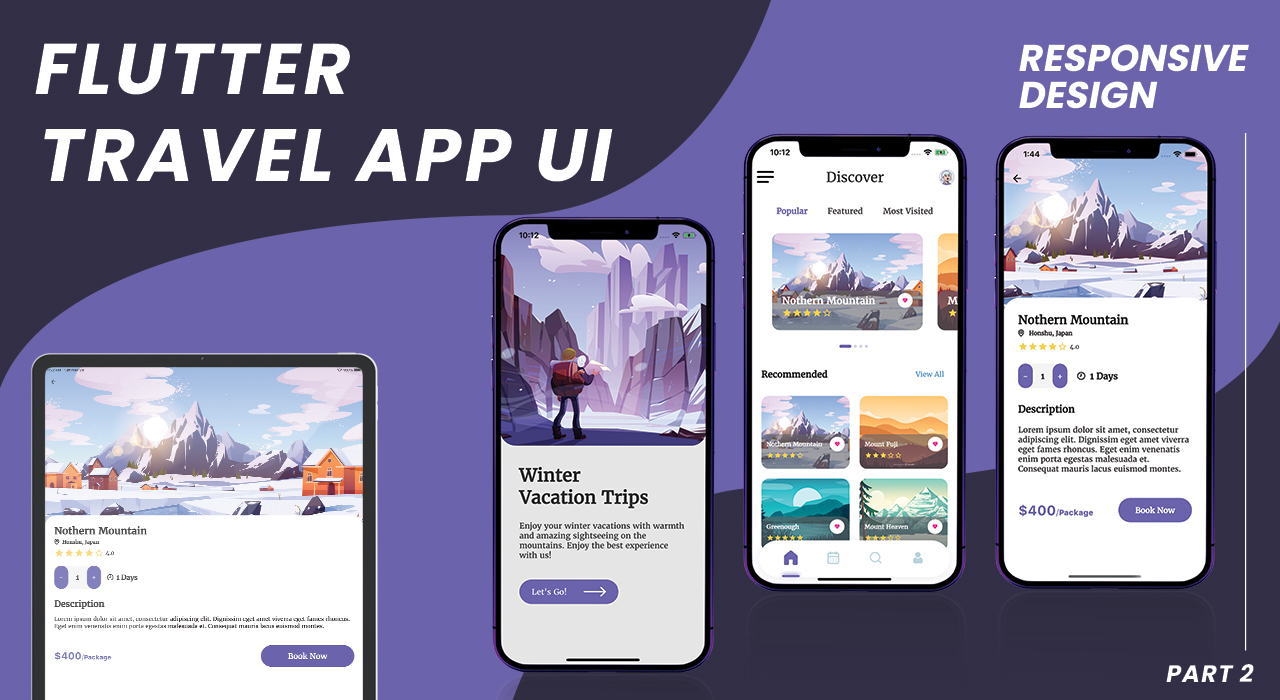 FLUTTER
TRAVEL APP UI
RESPONSIVE
DESIGN
Nothern Mountain
Honshu, Japan
4.0
- 1 +
1 Days
Description
Lorem ipsum dolor sit amet, consectetur adipiscing elit. Dignissim eget amet viverra eget fames rhoncus.
Eget enim venenatis enim porta egestas malesuada et. Consequat mauris lacus euismod montes.
$400/Package
Book Now
10:12
Winter
Vacation Trips
Enjoy your winter vacations with warmth
and amazing sightseeing on the
mountains. Enjoy the best experience
with us!
Let's Go!
10:12
Discover
Popular Featured Most Visited
Nothern Mountain
M
Recommended View All
Nothern Mountain
Mount Fuji
Greenough
Mount Heaven
1:44
Nothern Mountain
Honshu, Japan
4.0
- 1 +
1 Days
Description
Lorem ipsum dolor sit amet, consectetur
adipiscing elit. Dignissim eget amet viverra
eget fames rhoncus. Eget enim venenatis
enim porta egestas malesuada et.
Consequat mauris lacus euismod montes.
$400/Package
Book Now
PART 2